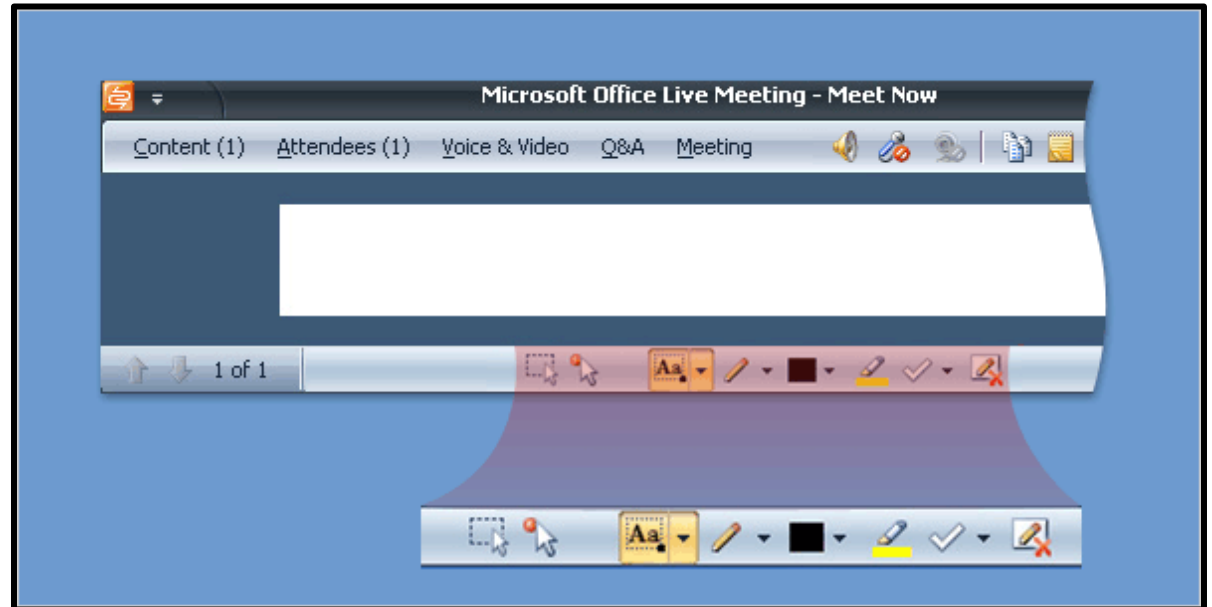 Microsoft Office Live Meeting - Meet Now
Content (1) Attendees (1) Voice & Video Q&A Meeting
1 of 1
Aa
Aa